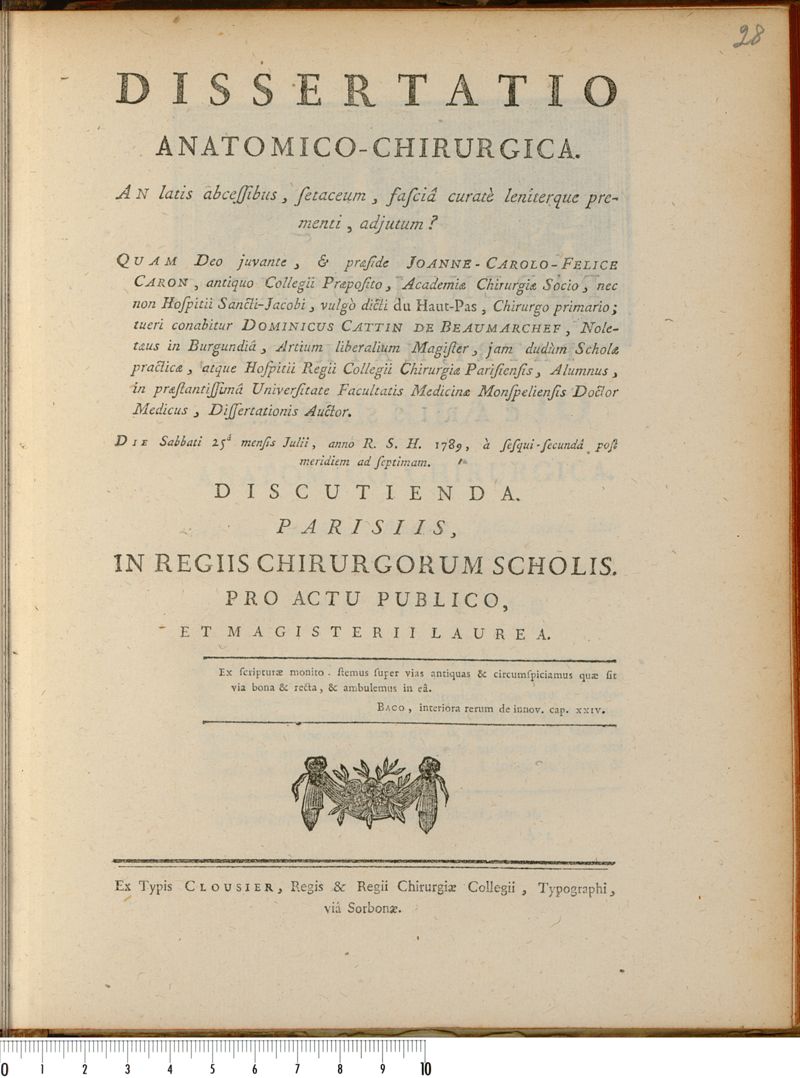 28
DISSERTATIO
ANATOMICO-CHIRURGICA.
AN latis abceſſibus, ſetaceum, faſciâ curatè leniterque pre-
menti, adjutum?
QUAM Deo juvante, & præſide JOANNE-CAROLO-FELICE
CARON, antiquo Collegii Præpoſito, Academiæ Chirurgiæ Socio, nec
non Hoſpitii Sancti-Jacobi, vulgò dicti du Haut-Pas, Chirurgo primario;
tueri conabitur DOMINICUS CATTIN DE BEAUMARCHEF, Nole-
taus in Burgundiâ, Artium liberalium Magiſter, jam dudùm Scholæ
practicæ, atque Hoſpitii Regii Collegii Chirurgiæ Pariſienſis, Alumnus,
in præſtantiſſimâ Univerſitate Facultatis Medicinæ Monſpelienſis Doctor
Medicus, Diſſertationis Auctor.
DIE Sabbati 25ᵃ menſis Julii, anno R. S. H. 1789, à ſeſqui-ſecundâ poſt
meridiem ad ſeptimam.
DISCUTIENDA.
PARISIIS,
IN REGIIS CHIRURGORUM SCHOLIS.
PRO ACTU PUBLICO,
ET MAGISTERII LAUREA.
Ex ſcripturæ monito. ſtemus ſuper vias antiquas & circumſpiciamus quæ ſit
via bona & recta, & ambulemus in eâ.
BACO, interiora rerum de innov. cap. XXIV.
Ex Typis CLOUSIER, Regis & Regii Chirurgiæ Collegii, Typographi,
viâ Sorbonæ.
0 1 2 3 4 5 6 7 8 9 10